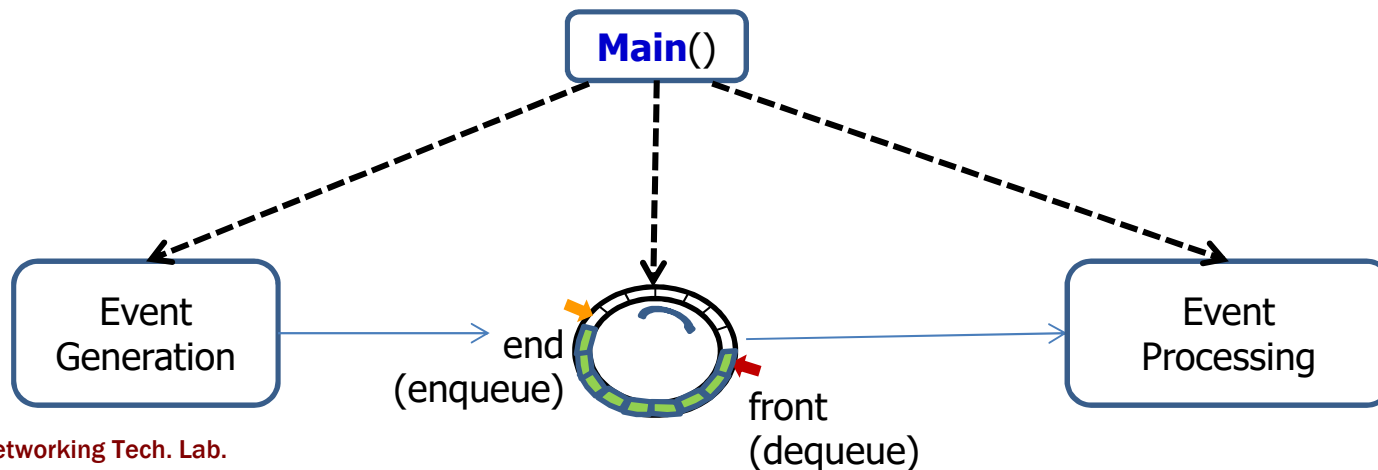 Main()
Event
Generation
end
(enqueue)
front
(dequeue)
Event
Processing
etworking Tech. Lab.